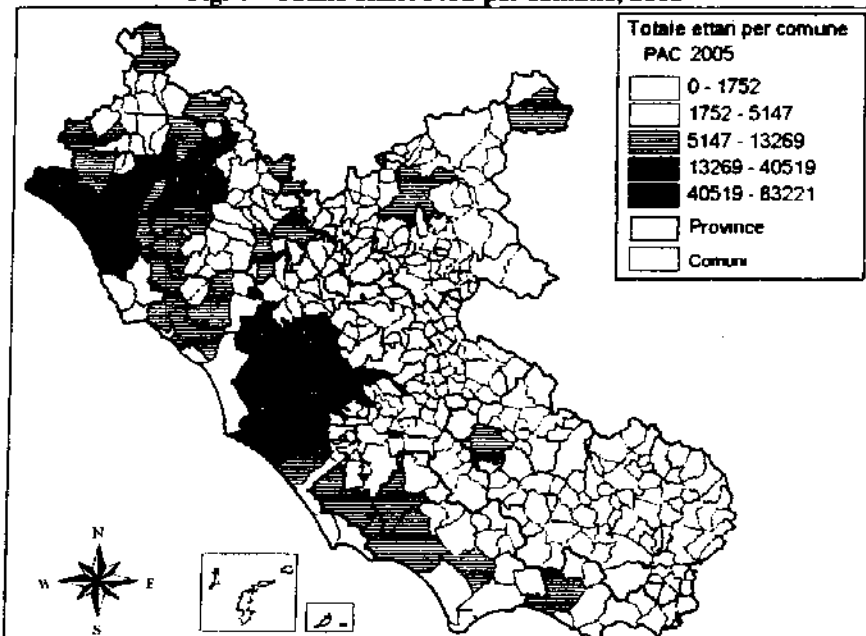 Totale ettari per comune
PAC 2005
0 - 1752
1752 - 5147
5147 - 13269
13269 - 40519
40519 - 83221
Province
Comuni
N
W E
S